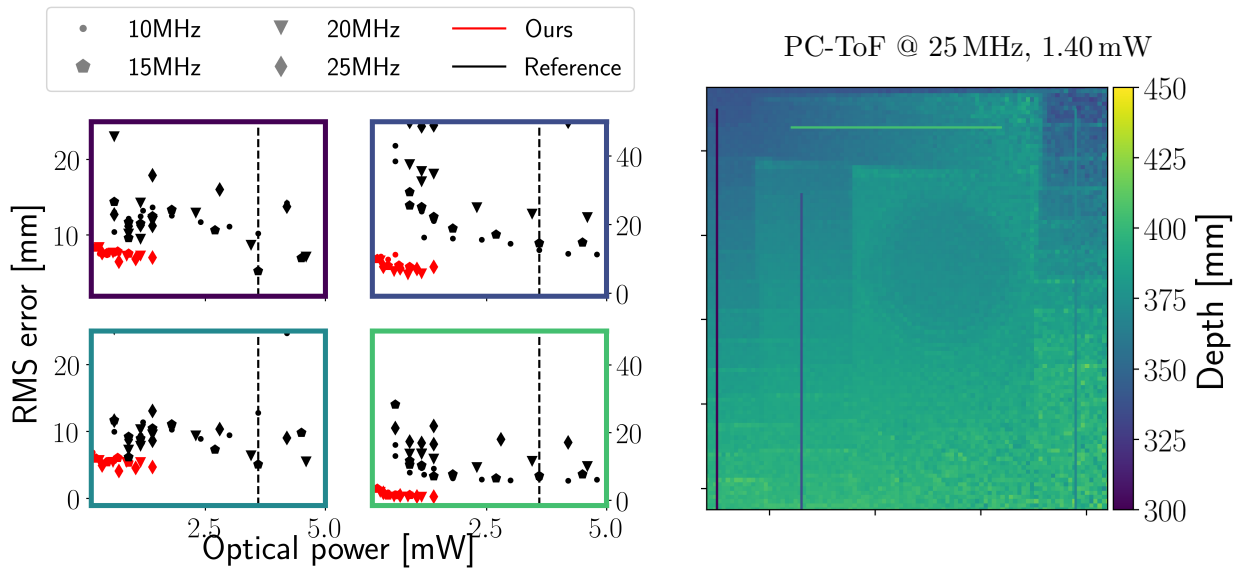 10MHz 20MHz Ours
15MHz 25MHz Reference
PC-ToF @ 25 MHz, 1.40 mW
RMS error [mm]
20
10
40
20
0
20
10
0
40
20
0
2.5 5.0 2.5 5.0
Optical power [mW]
450
425
400
375
350
325
300
Depth [mm]